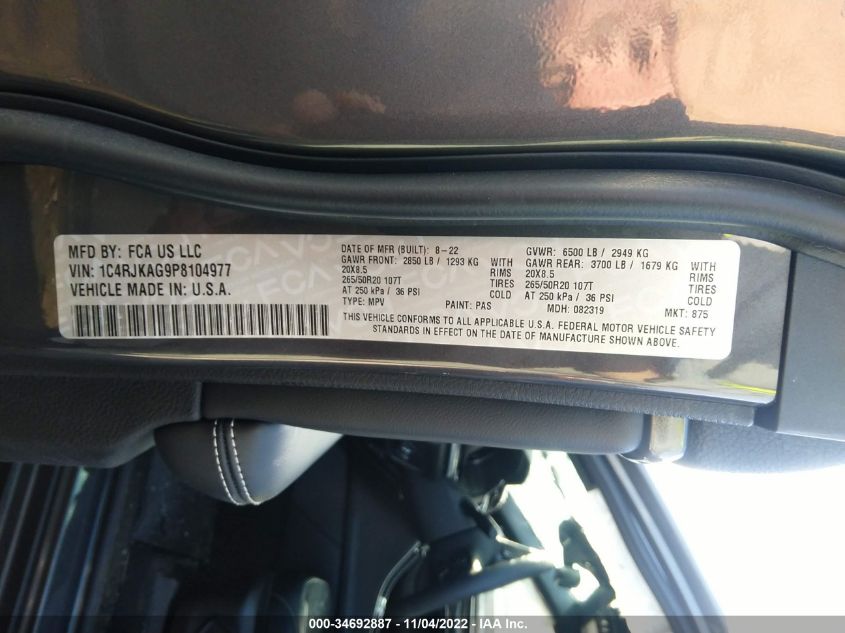 MFD BY: FCA US LLC
VIN: 1C4RJKAG9P8104977
VEHICLE MADE IN: U.S.A.
DATE OF MFR (BUILT): 8-22
GAWR FRONT: 2850 LB / 1293 KG WITH
20X8.5 RIMS
265/50R20 107T TIRES
AT 250 kPa / 36 PSI COLD
TYPE: MPV PAINT: PAS
GVWR: 6500 LB / 2949 KG
GAWR REAR: 3700 LB / 1679 KG WITH
20X8.5 RIMS
265/50R20 107T TIRES
AT 250 kPa / 36 PSI COLD
MDH: 082319 MKT: 875
THIS VEHICLE CONFORMS TO ALL APPLICABLE U.S.A. FEDERAL MOTOR VEHICLE SAFETY
STANDARDS IN EFFECT ON THE DATE OF MANUFACTURE SHOWN ABOVE.
000-34692887 - 11/04/2022 - IAA Inc.